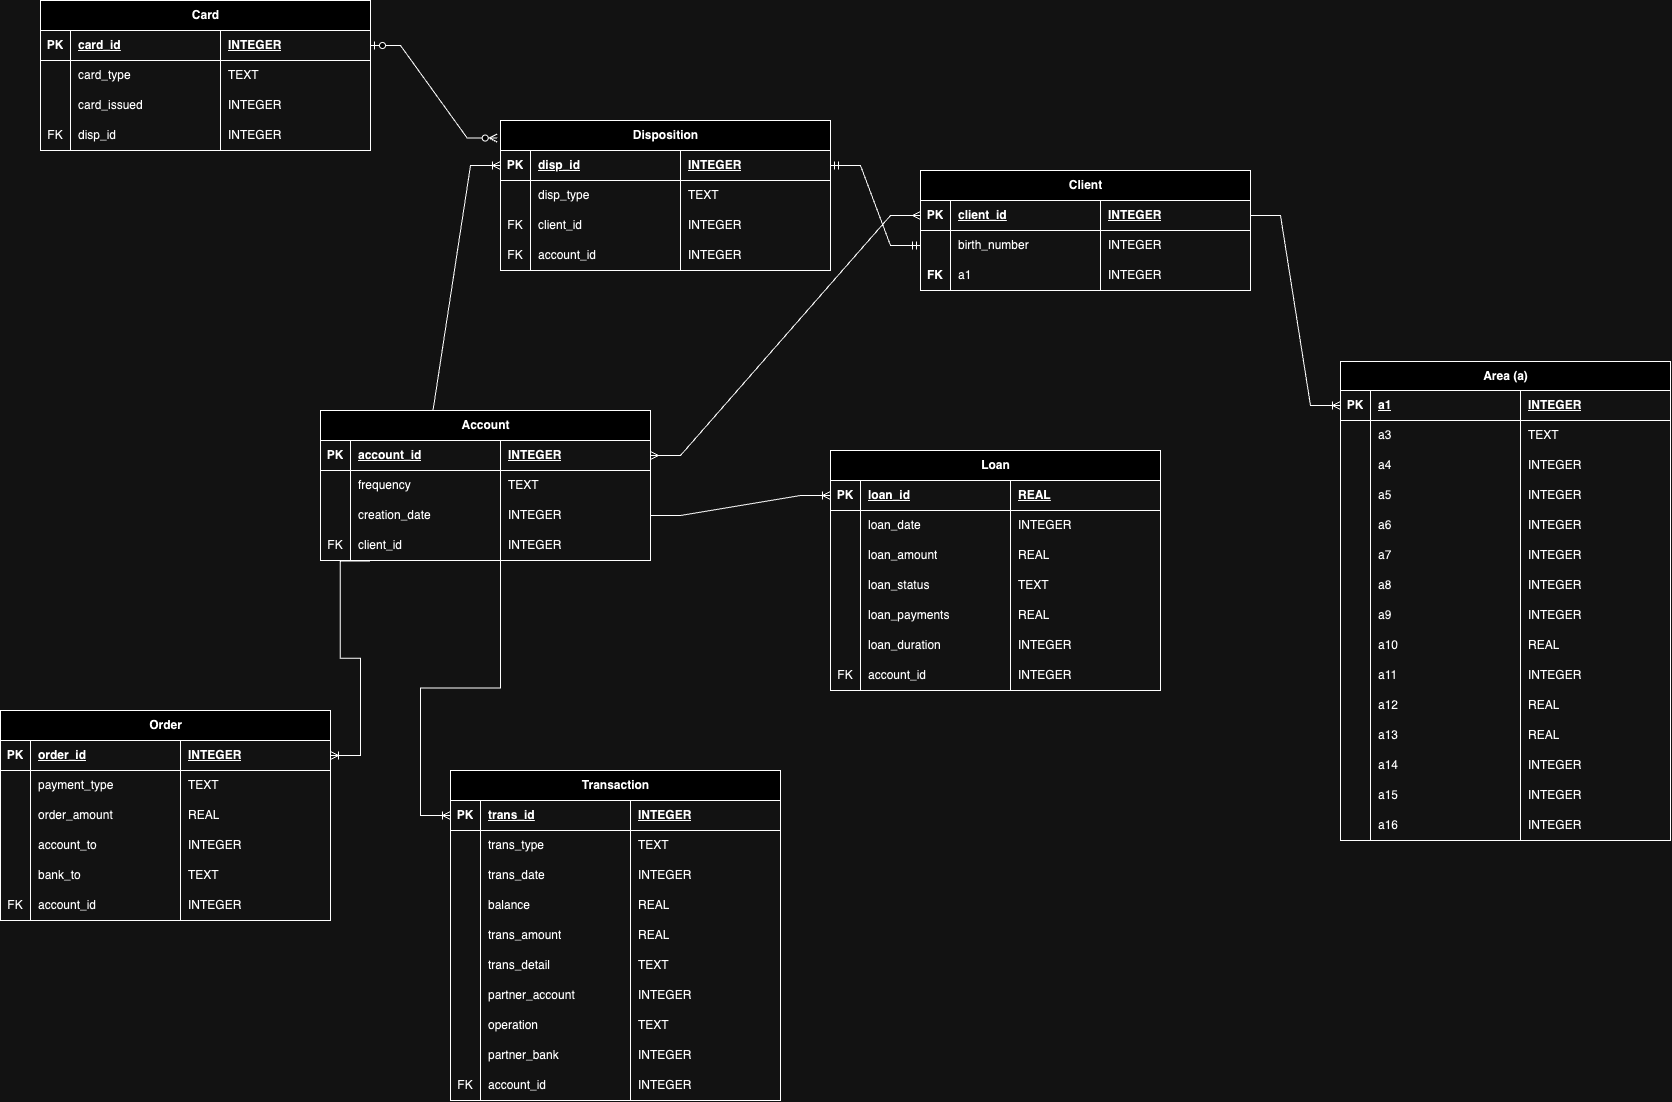 Card
PK card_id INTEGER
card_type TEXT
card_issued INTEGER
FK disp_id INTEGER
Disposition
PK disp_id INTEGER
disp_type TEXT
FK client_id INTEGER
FK account_id INTEGER
Client
PK client_id INTEGER
birth_number INTEGER
FK a1 INTEGER
Area (a)
PK a1 INTEGER
a3 TEXT
a4 INTEGER
a5 INTEGER
a6 INTEGER
a7 INTEGER
a8 INTEGER
a9 INTEGER
a10 REAL
a11 INTEGER
a12 REAL
a13 REAL
a14 INTEGER
a15 INTEGER
a16 INTEGER
Account
PK account_id INTEGER
frequency TEXT
creation_date INTEGER
FK client_id INTEGER
Loan
PK loan_id REAL
loan_date INTEGER
loan_amount REAL
loan_status TEXT
loan_payments REAL
loan_duration INTEGER
FK account_id INTEGER
Order
PK order_id INTEGER
payment_type TEXT
order_amount REAL
account_to INTEGER
bank_to TEXT
FK account_id INTEGER
Transaction
PK trans_id INTEGER
trans_type TEXT
trans_date INTEGER
balance REAL
trans_amount REAL
trans_detail TEXT
partner_account INTEGER
operation TEXT
partner_bank INTEGER
FK account_id INTEGER